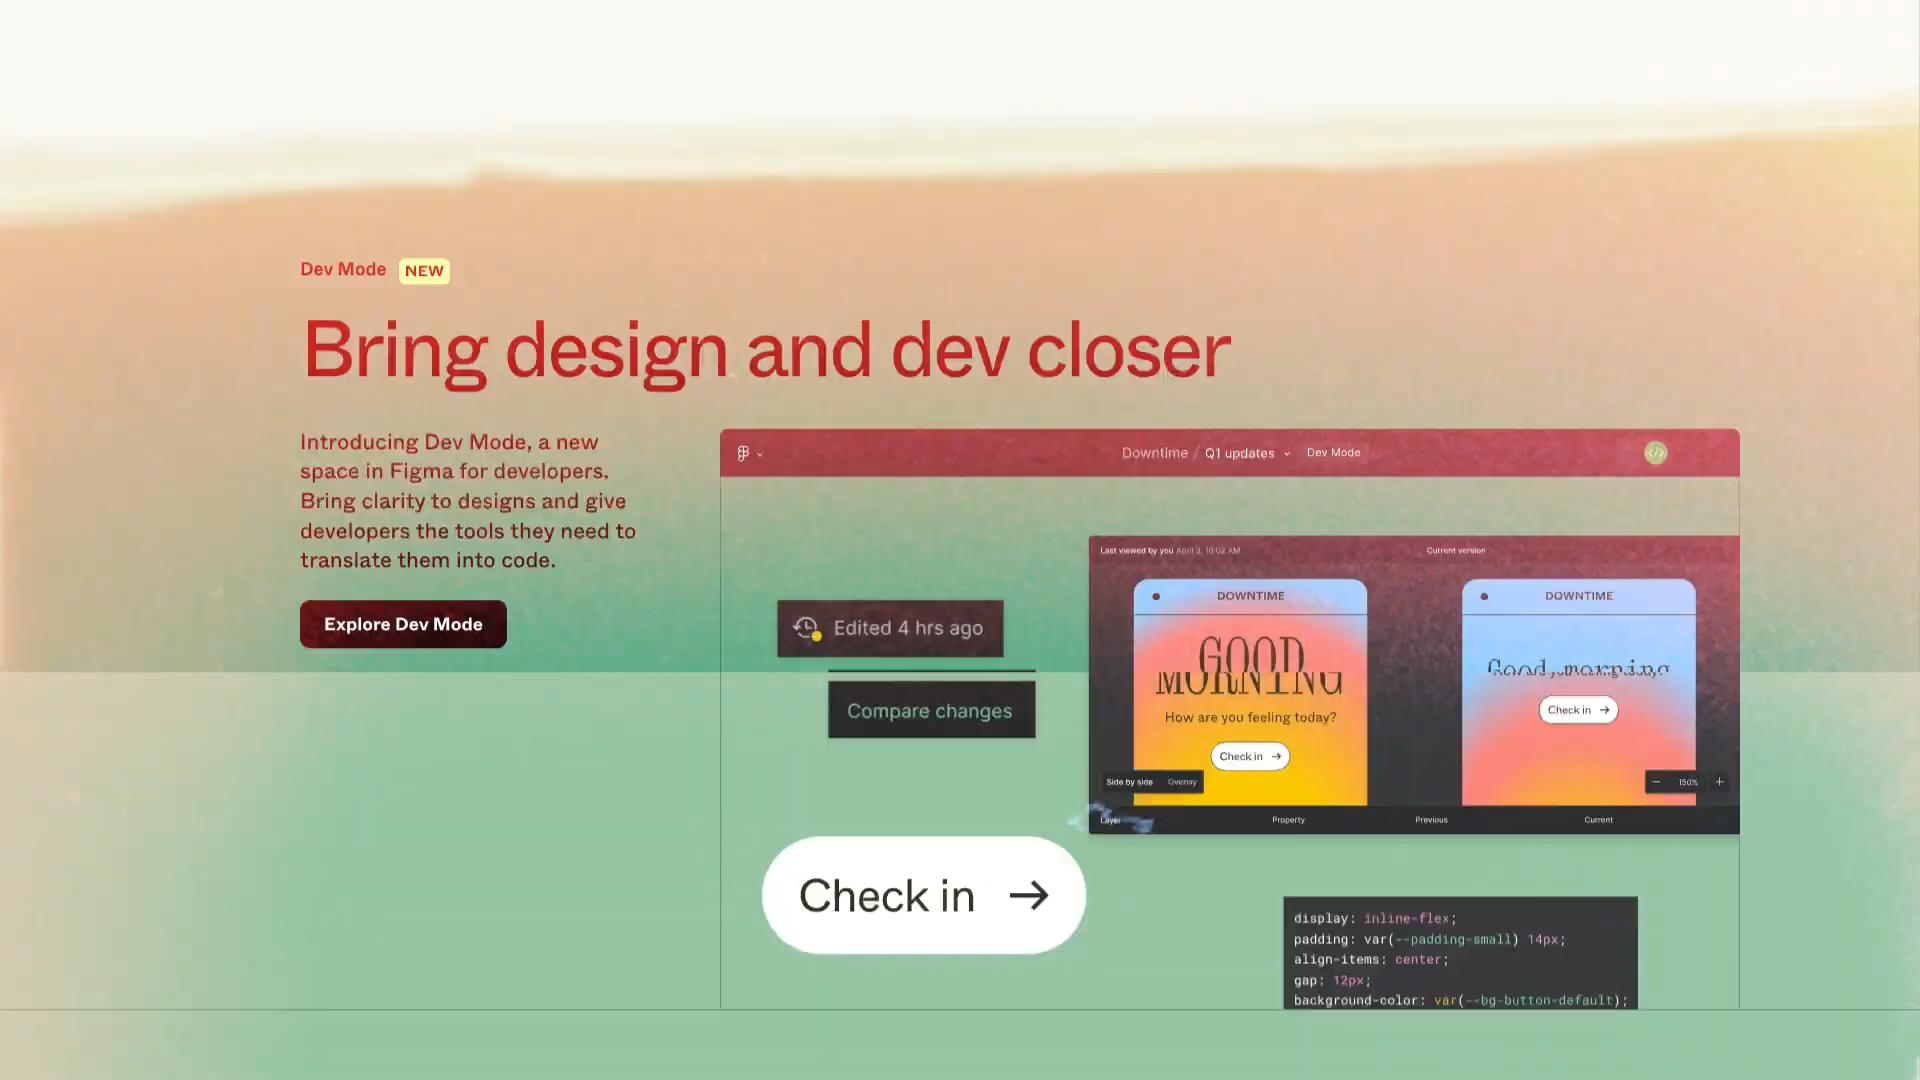 Dev Mode NEW
Bring design and dev closer
Introducing Dev Mode, a new
space in Figma for developers.
Bring clarity to designs and give
developers the tools they need to
translate them into code.
Explore Dev Mode
Downtime / Q1 updates Dev Mode
Last viewed by you April 3, 10:02 AM
Current version
DOWNTIME
GOOD
MORNING
How are you feeling today?
Check in →
DOWNTIME
Good morning
Check in →
Side by side Overlay
− 150% +
Layer Property Previous Current
Edited 4 hrs ago
Compare changes
Check in →
display: inline-flex;
padding: var(--padding-small) 14px;
align-items: center;
gap: 12px;
background-color: var(--bg-button-default);